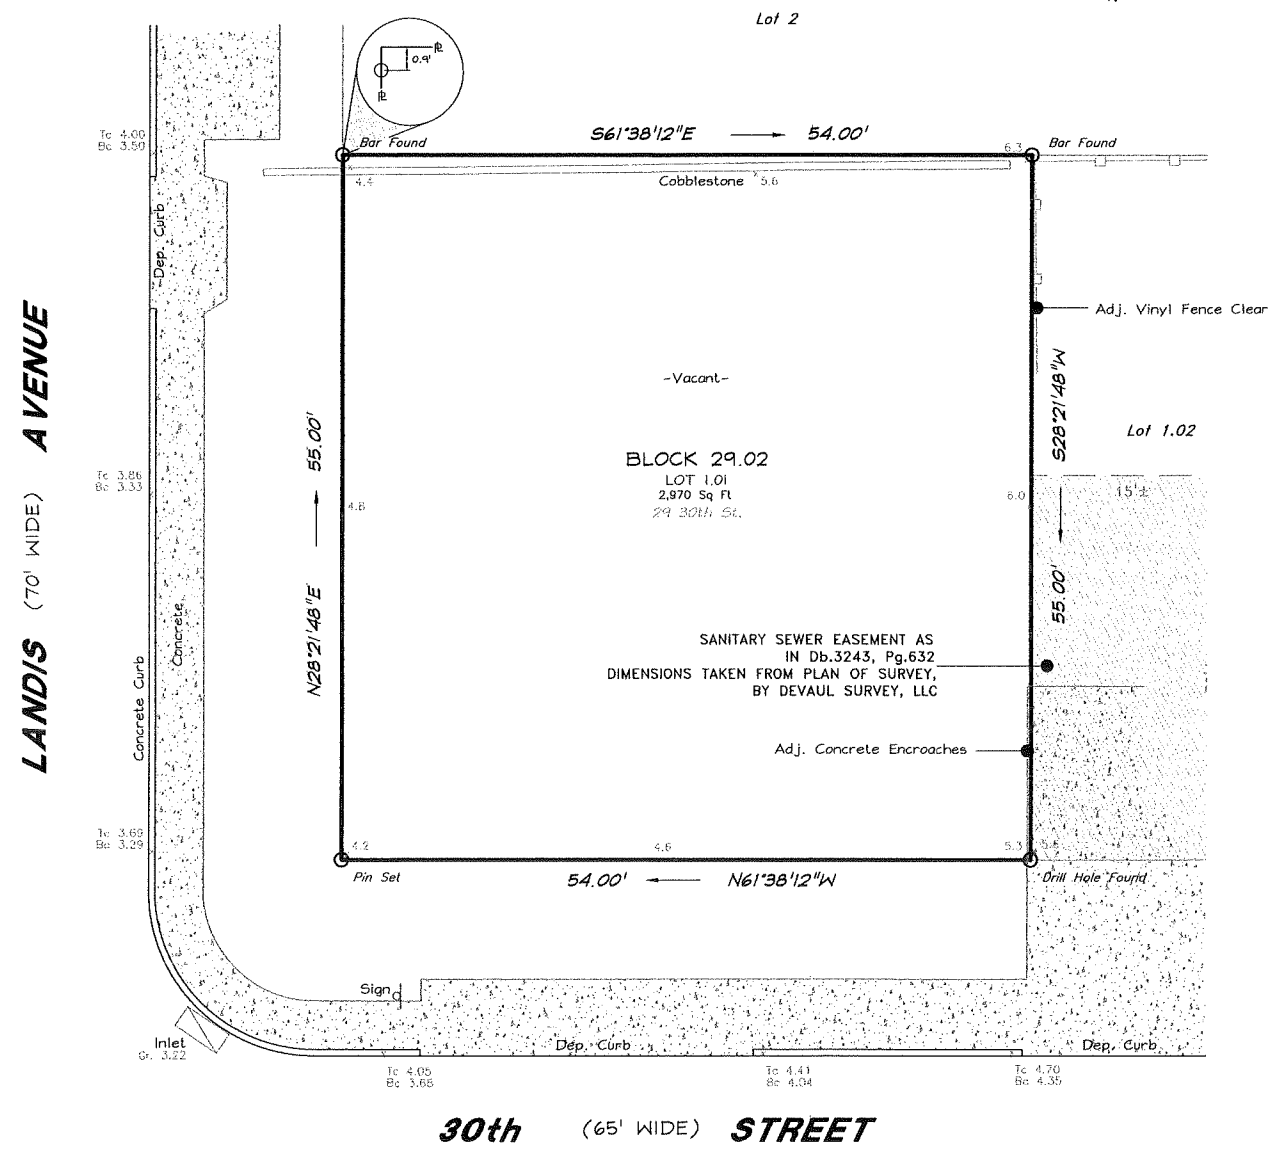 Lot 2
℄
0.9'
℄
Tc 4.00
Bc 3.50
Bar Found
S61°38'12"E 54.00'
6.3
Bar Found
4.4
Cobblestone
5.6
Dep. Curb
Adj. Vinyl Fence Clear
LANDIS (70' WIDE) AVENUE
N28°21'48"E 55.00'
S28°21'48"W 55.00'
-Vacant-
Lot 1.02
BLOCK 29.02
LOT 1.01
2,970 Sq Ft
29 30th St.
Tc 3.86
Bc 3.33
4.6
6.0
15'±
Concrete
Concrete Curb
SANITARY SEWER EASEMENT AS
IN Db.3243, Pg.632
DIMENSIONS TAKEN FROM PLAN OF SURVEY,
BY DEVAUL SURVEY, LLC
Adj. Concrete Encroaches
Tc 3.69
Bc 3.29
4.2
4.6
5.3
Pin Set
54.00' N61°38'12"W
Drill Hole Found
Sign
Inlet
Gr. 3.22
Dep. Curb
Dep. Curb
Tc 4.05
Bc 3.68
Tc 4.41
Bc 4.04
Tc 4.70
Bc 4.35
30th (65' WIDE) STREET